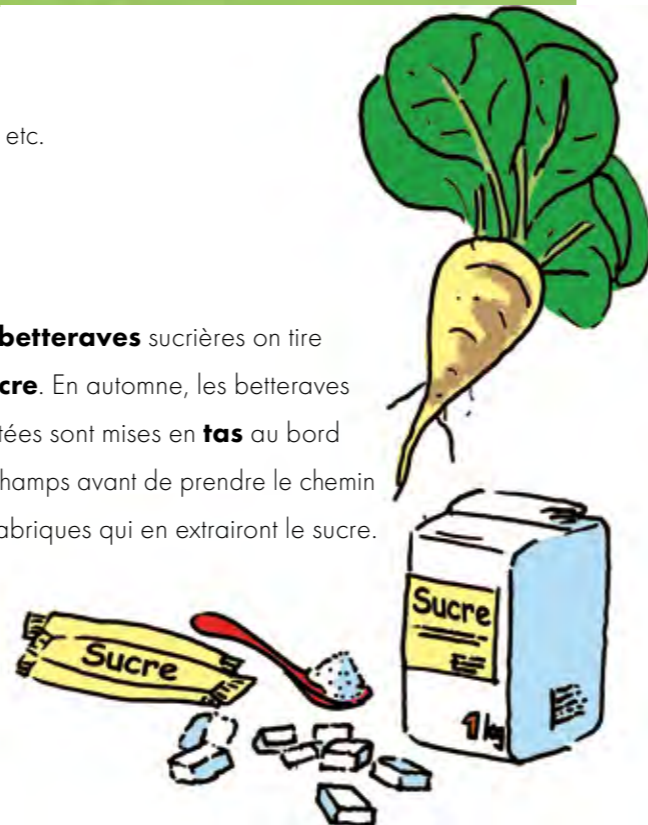 etc.
betteraves sucrières on tire
cre. En automne, les betteraves
tées sont mises en tas au bord
hamps avant de prendre le chemin
abriques qui en extrairont le sucre.
Sucre
Sucre
1 kg